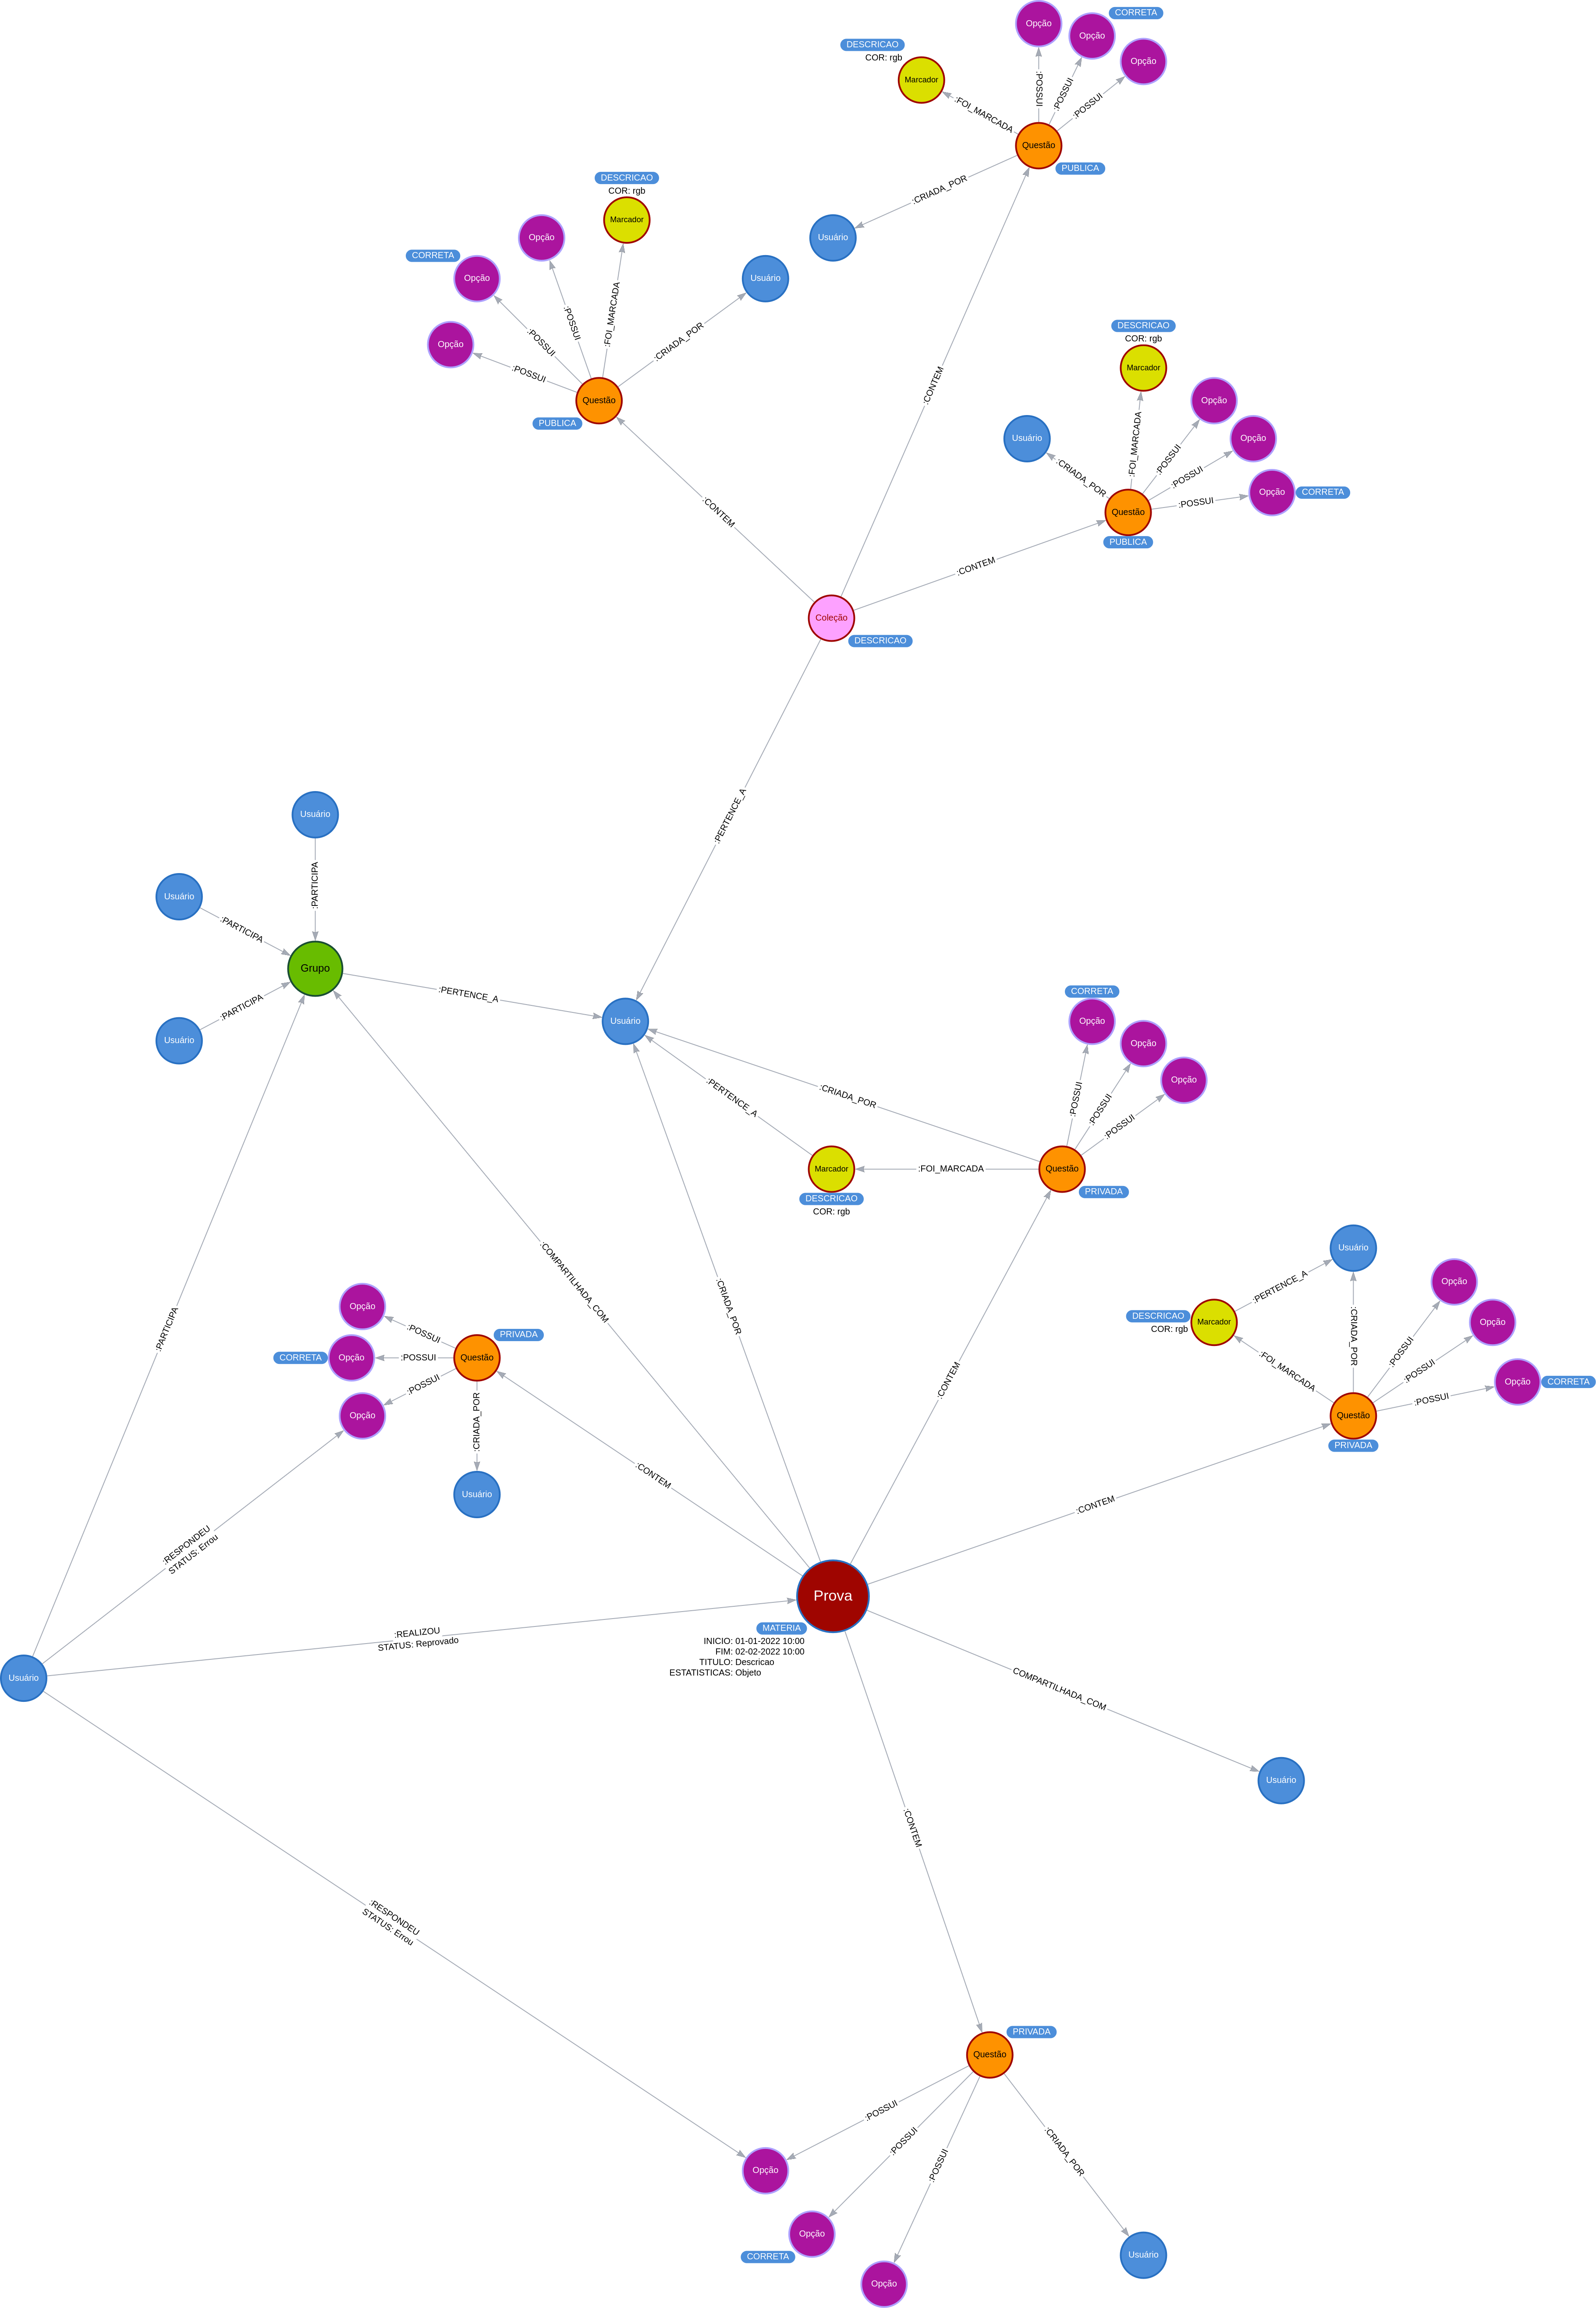 Opção
CORRETA
Opção
DESCRICAO
COR: rgb
Opção
Marcador
:POSSUI
:POSSUI
:POSSUI
:FOI_MARCADA
Questão
PUBLICA
DESCRICAO
COR: rgb
:CRIADA_POR
Marcador
Opção
Usuário
CORRETA
Opção
Usuário
:FOI_MARCADA
:POSSUI
DESCRICAO
COR: rgb
:POSSUI
Opção
:CRIADA_POR
Marcador
:POSSUI
:CONTEM
Questão
Opção
PUBLICA
Usuário
Opção
:FOI_MARCADA
:POSSUI
:CRIADA_POR
:POSSUI
Opção
CORRETA
:POSSUI
:CONTEM
Questão
PUBLICA
:CONTEM
Coleção
DESCRICAO
Usuário
:PERTENCE_A
:PARTICIPA
Usuário
:PARTICIPA
Grupo
:PERTENCE_A
CORRETA
:PARTICIPA
Usuário
Opção
Usuário
Opção
Opção
:PERTENCE_A
:CRIADA_POR
:POSSUI
:POSSUI
:POSSUI
Marcador
:FOI_MARCADA
Questão
DESCRICAO
COR: rgb
PRIVADA
Usuário
:COMPARTILHADA_COM
:PERTENCE_A
Opção
Opção
:CRIADA_POR
DESCRICAO
COR: rgb
Marcador
:CRIADA_POR
Opção
:PARTICIPA
:POSSUI
PRIVADA
CORRETA
Opção
:POSSUI
Questão
:POSSUI
:FOI_MARCADA
:POSSUI
:POSSUI
:CONTEM
Opção
CORRETA
Opção
:CRIADA_POR
:POSSUI
Questão
PRIVADA
:CONTEM
Usuário
:CONTEM
:RESPONDEU
STATUS: Errou
Prova
MATERIA
:REALIZOU
STATUS: Reprovado
INICIO: 01-01-2022 10:00
FIM: 02-02-2022 10:00
TITULO: Descricao
ESTATISTICAS: Objeto
Usuário
COMPARTILHADA_COM
Usuário
:CONTEM
:RESPONDEU
STATUS: Errou
PRIVADA
Questão
:POSSUI
:POSSUI
:POSSUI
:CRIADA_POR
Opção
Opção
CORRETA
Usuário
Opção